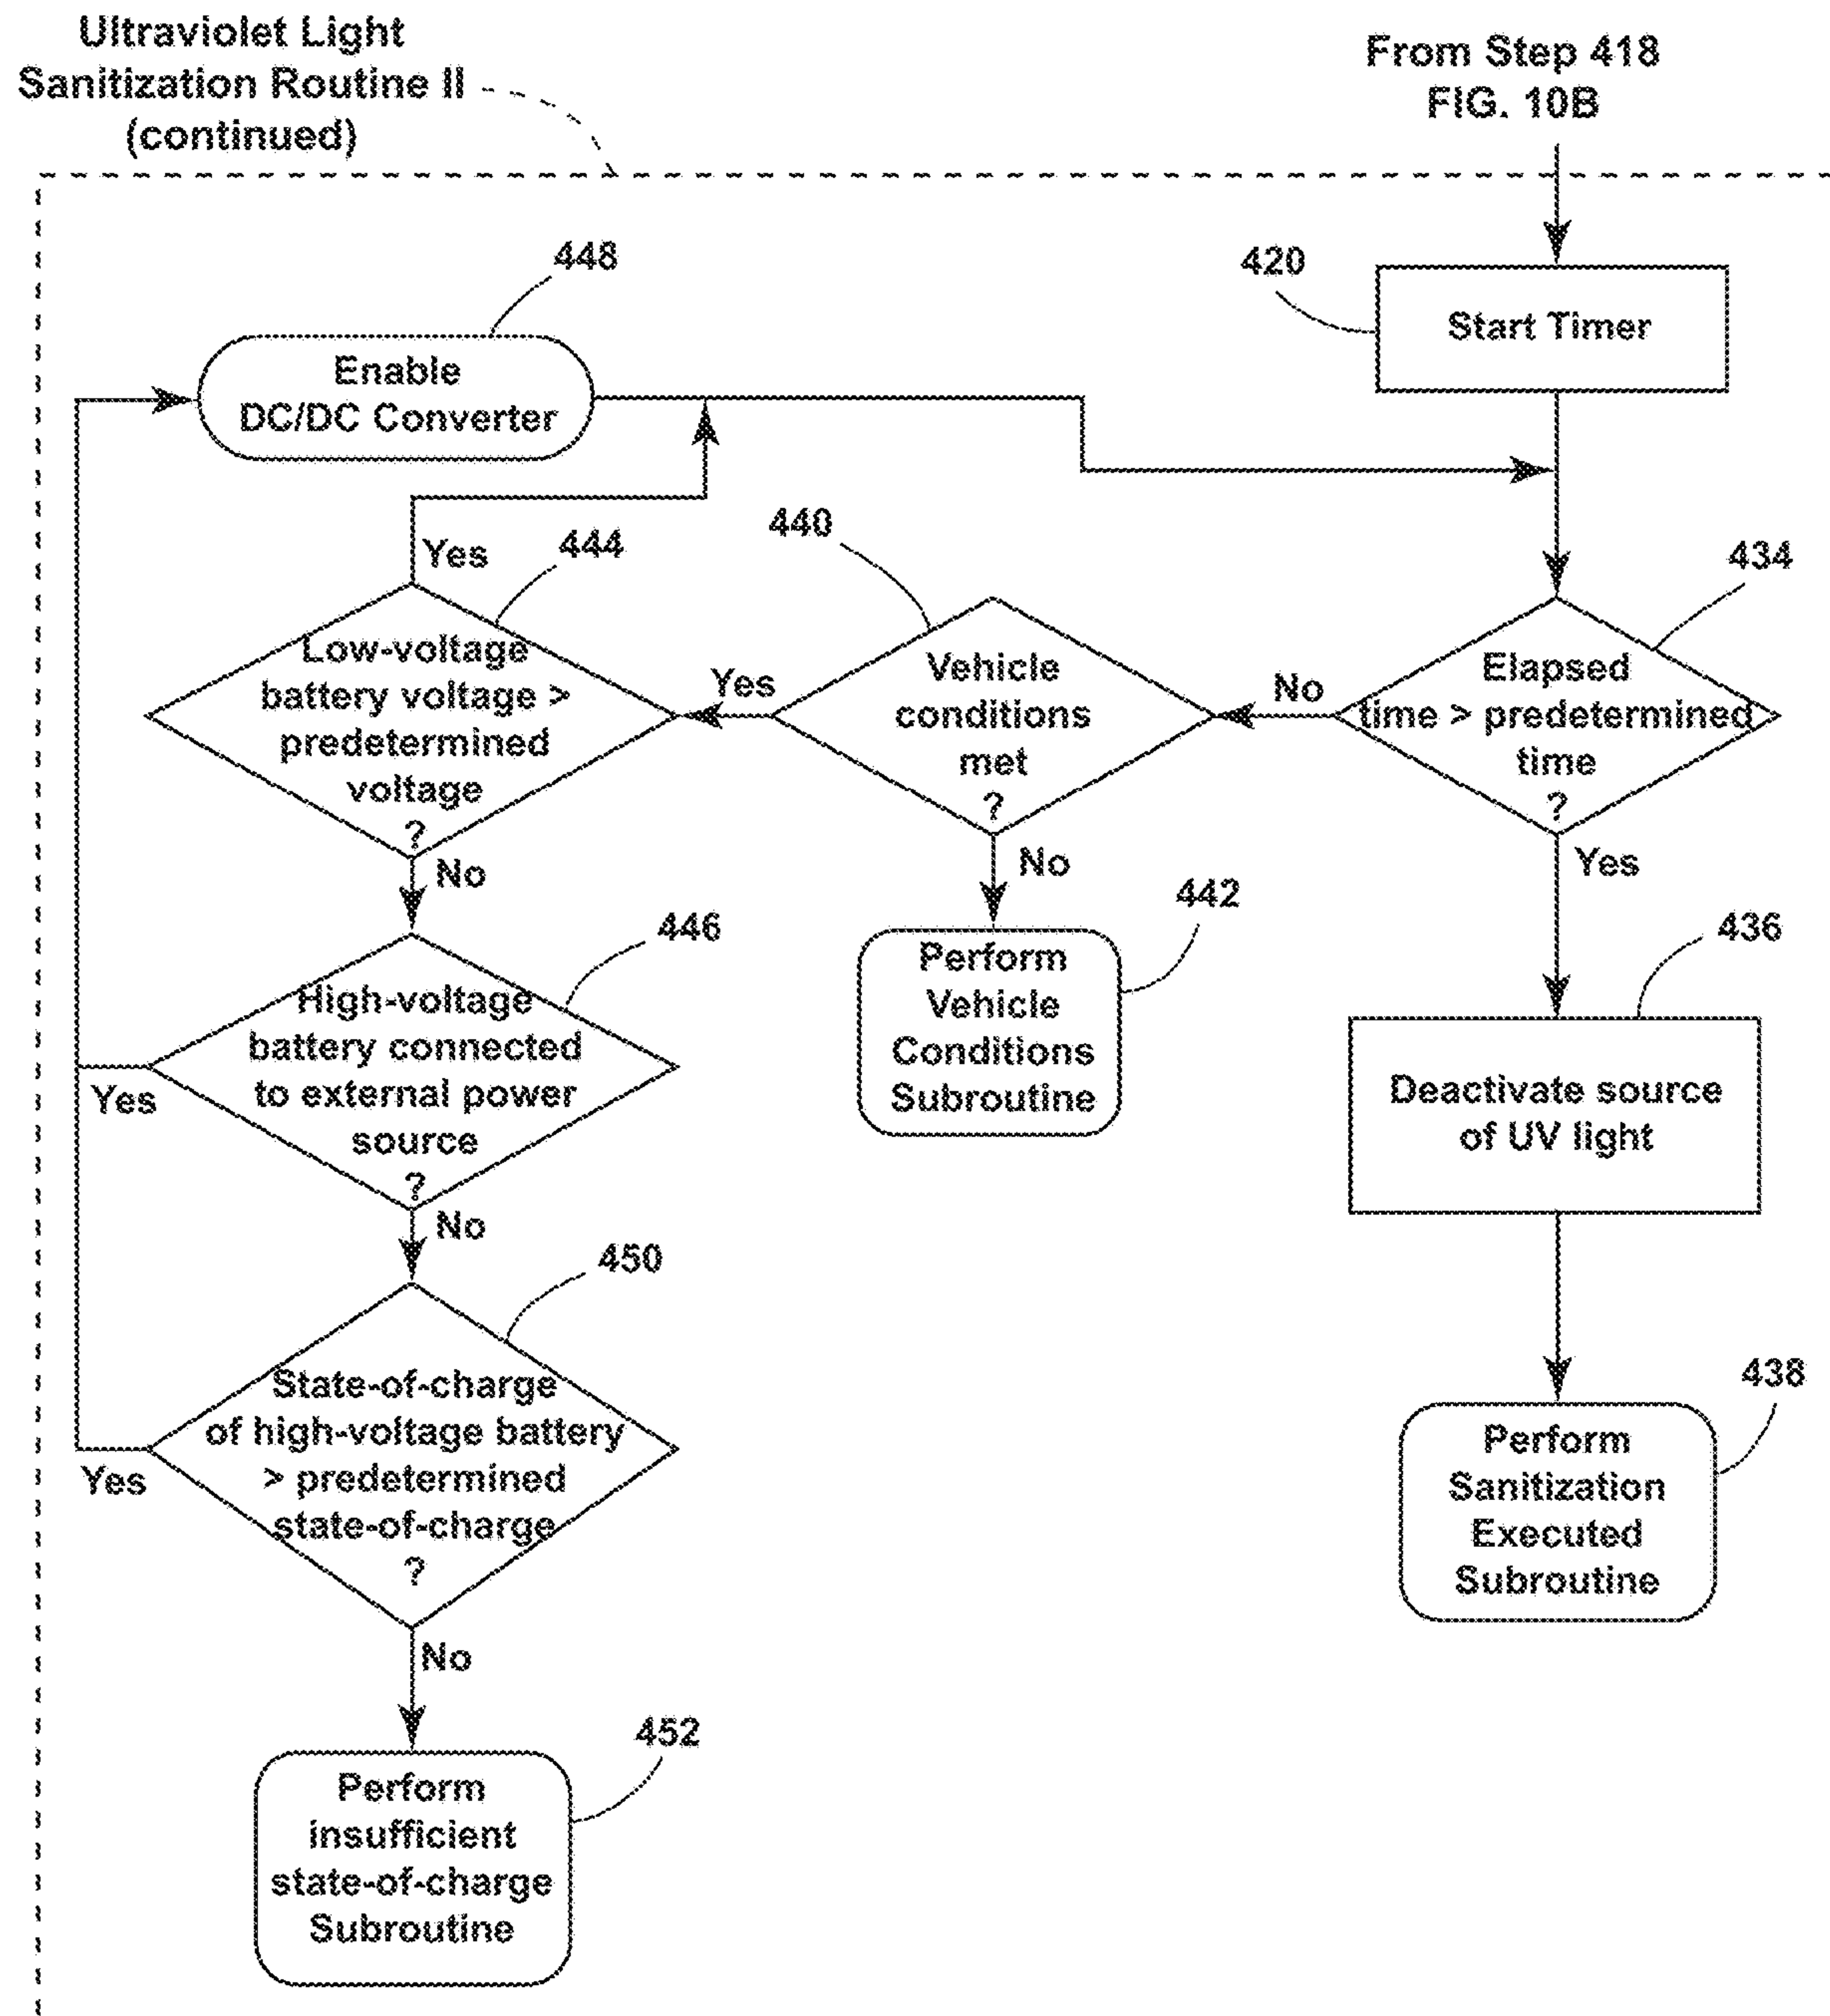 Ultraviolet Light
Sanitization Routine II
(continued)
From Step 418
FIG. 10B
448
420
Start Timer
Enable
DC/DC Converter
440
444
434
Yes
Low-voltage
battery voltage >
predetermined
voltage
?
Yes
Vehicle
conditions
met
?
No
Elapsed
time > predetermined
time
?
No
No
Yes
446
442
436
High-voltage
battery connected
to external power
source
?
Perform
Vehicle
Conditions
Subroutine
Deactivate source
of UV light
Yes
No
450
438
State-of-charge
of high-voltage battery
> predetermined
state-of-charge
?
Yes
Perform
Sanitization
Executed
Subroutine
No
452
Perform
insufficient
state-of-charge
Subroutine